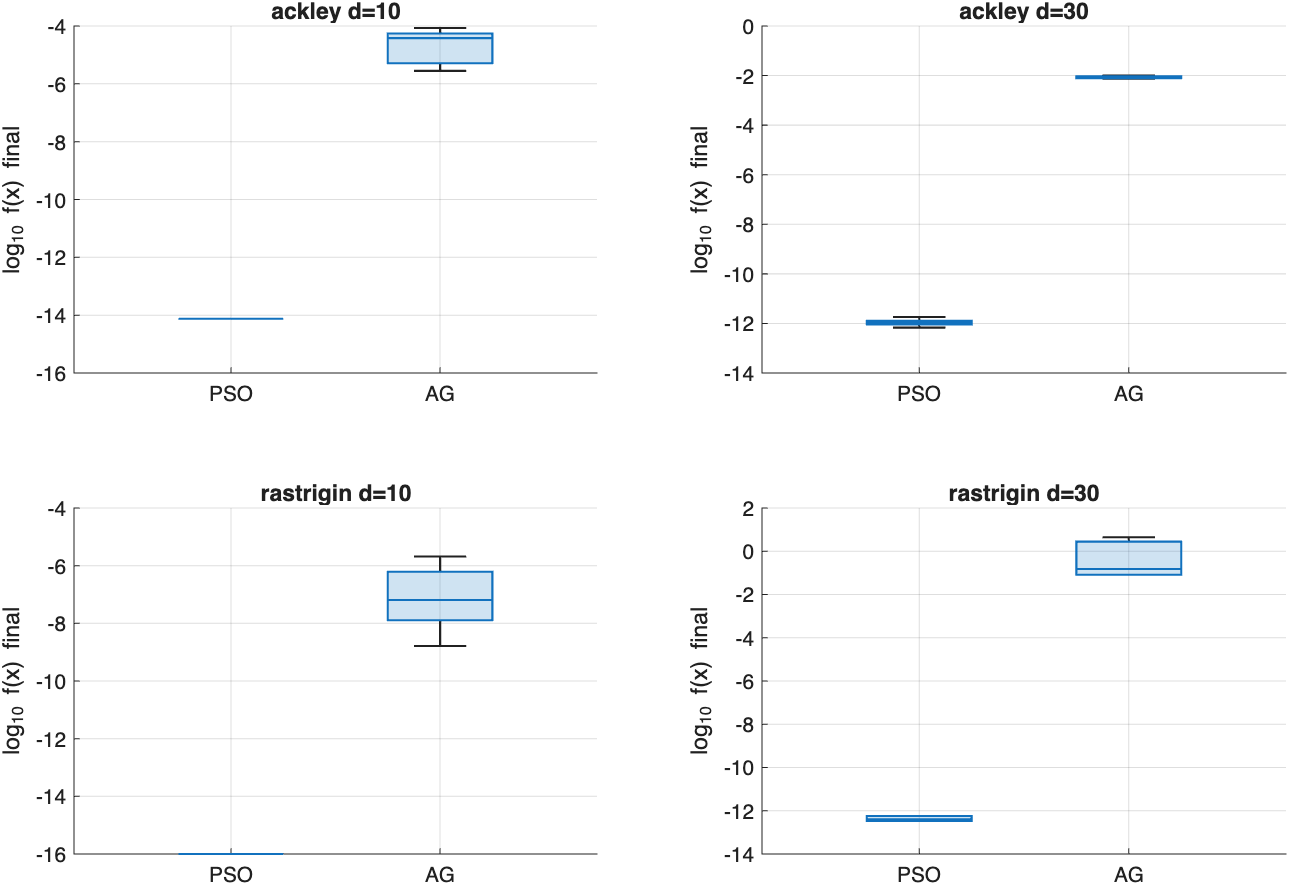 ackley d=10
-4
-6
-8
-10
-12
-14
-16
log₁₀ f(x) final
PSO AG
ackley d=30
0
-2
-4
-6
-8
-10
-12
-14
log₁₀ f(x) final
PSO AG
rastrigin d=10
-4
-6
-8
-10
-12
-14
-16
log₁₀ f(x) final
PSO AG
rastrigin d=30
2
0
-2
-4
-6
-8
-10
-12
-14
log₁₀ f(x) final
PSO AG